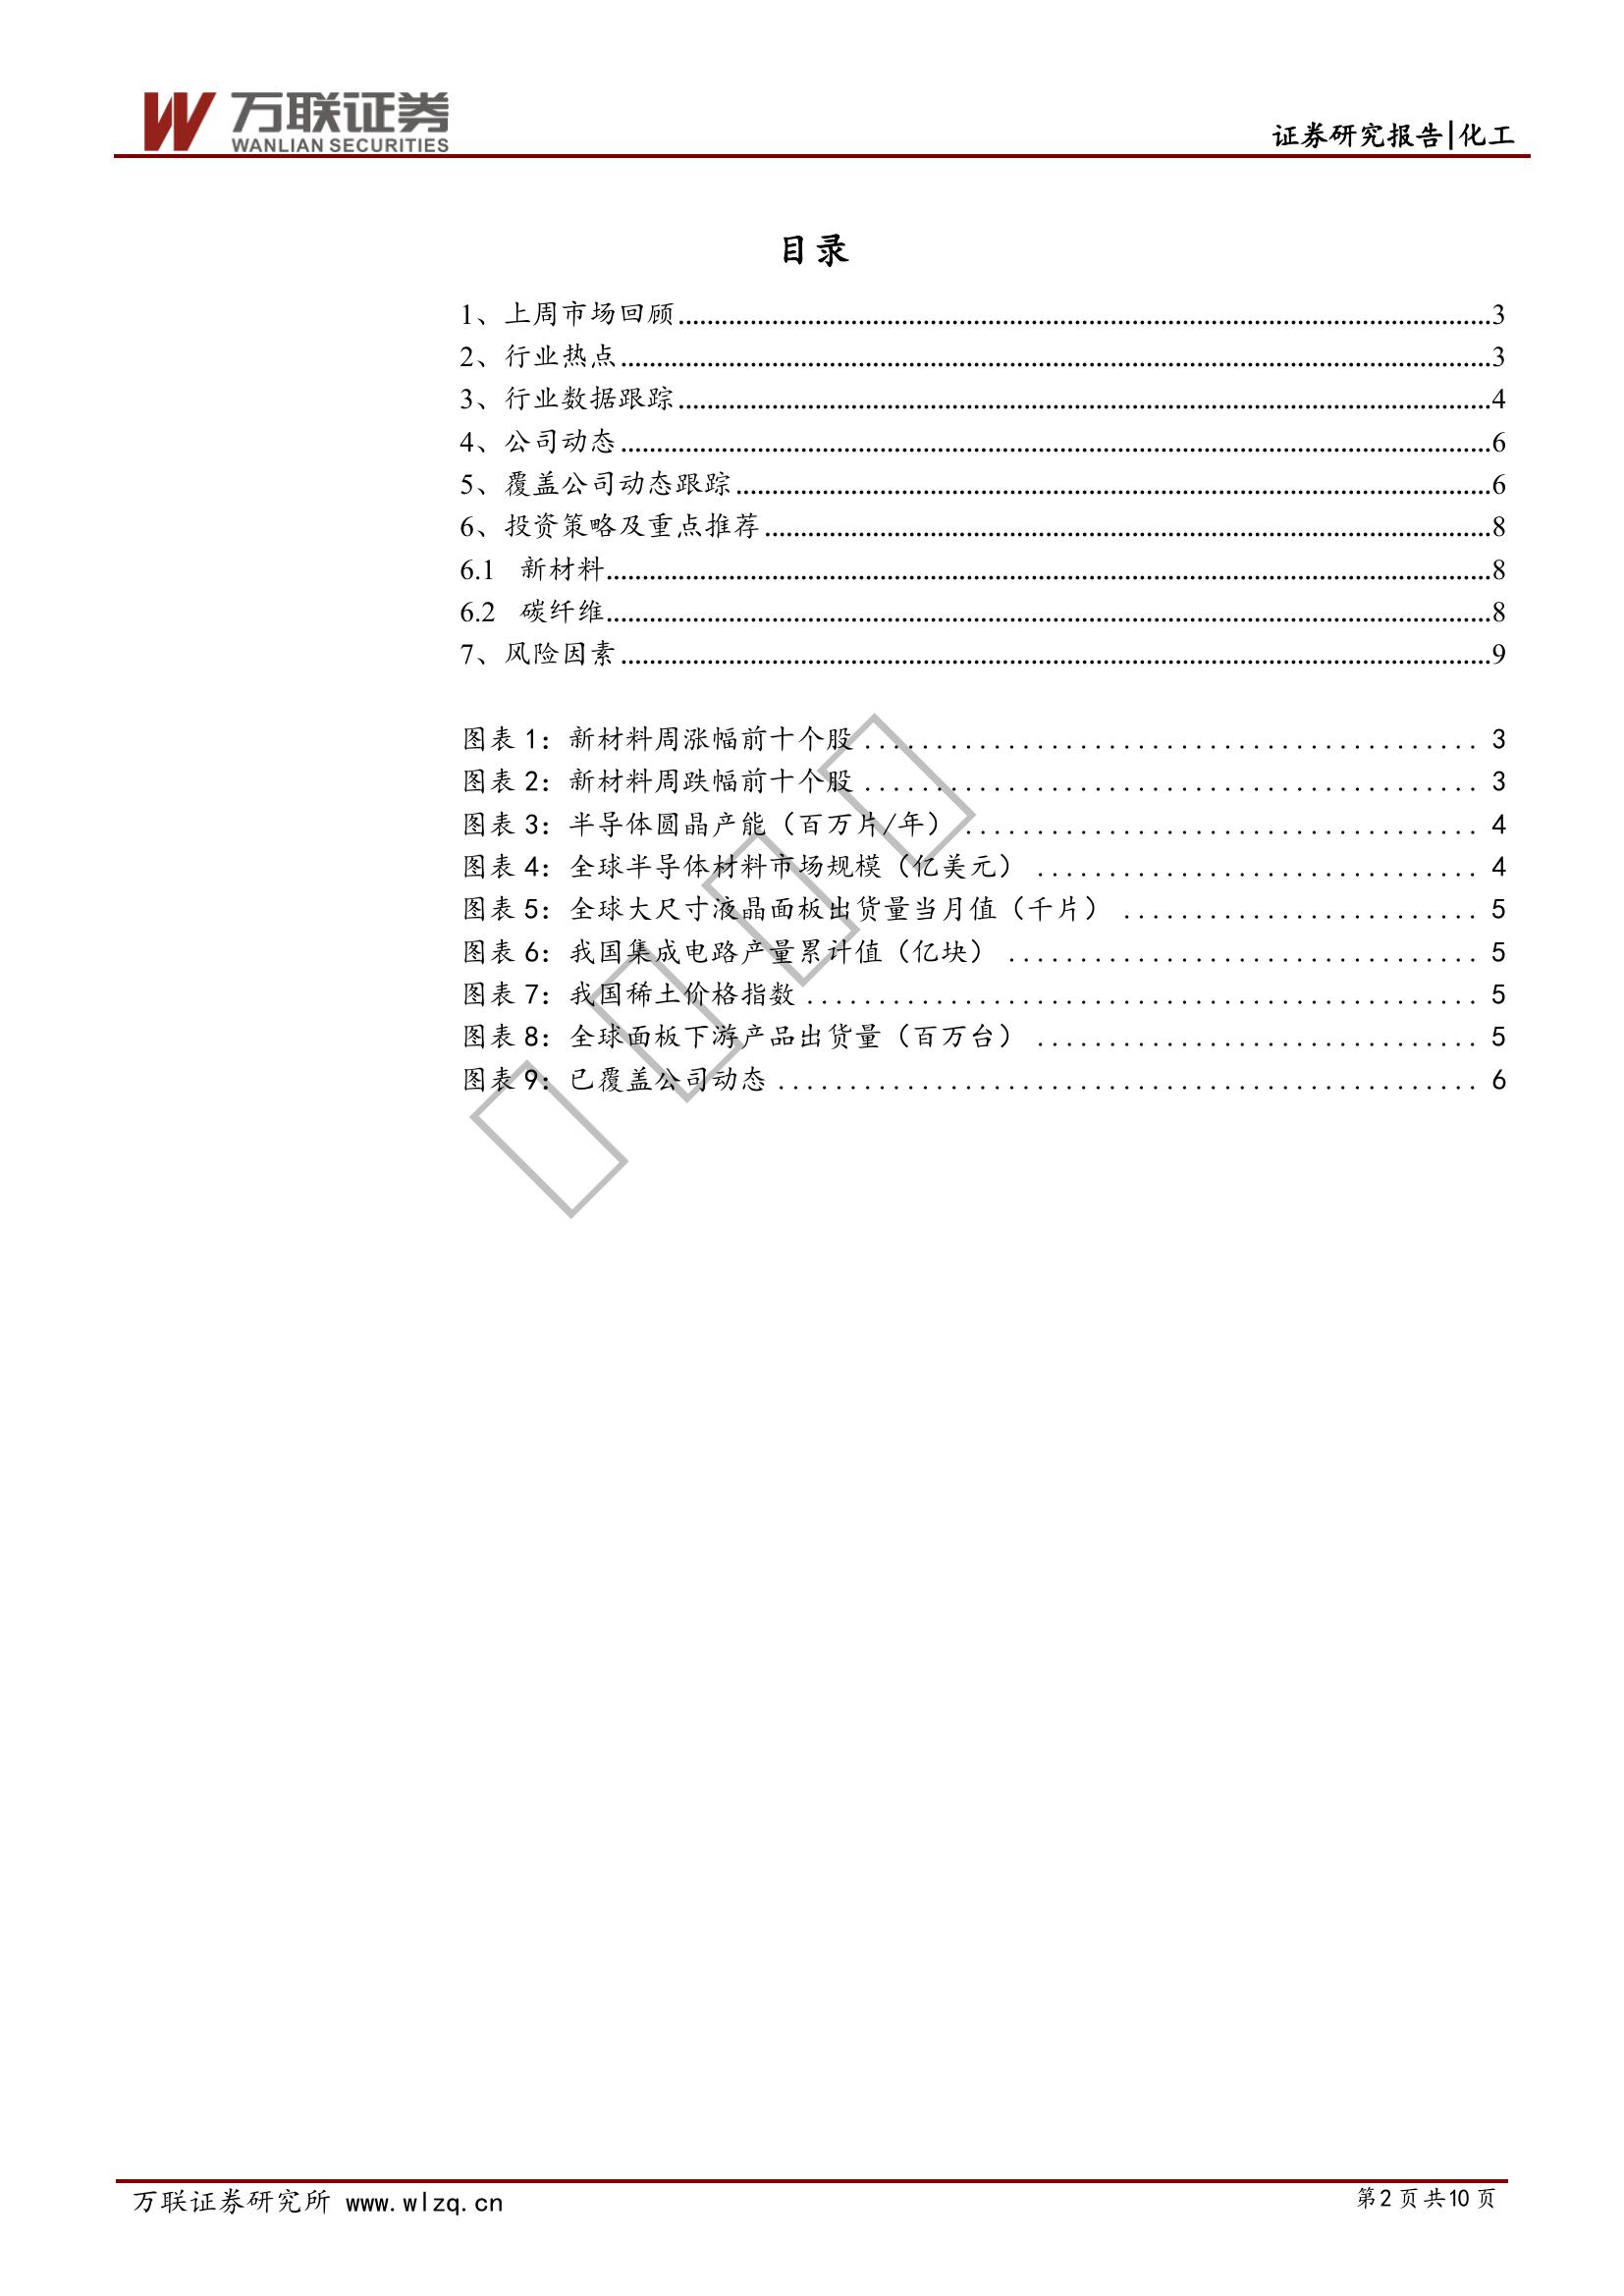 万联证券
WANLIAN SECURITIES
证券研究报告|化工
目录
1、上周市场回顾..........3
2、行业热点..........3
3、行业数据跟踪..........4
4、公司动态..........6
5、覆盖公司动态跟踪..........6
6、投资策略及重点推荐..........8
6.1 新材料..........8
6.2 碳纤维..........8
7、风险因素..........9
图表 1：新材料周涨幅前十个股..........3
图表 2：新材料周跌幅前十个股..........3
图表 3：半导体圆晶产能（百万片/年）..........4
图表 4：全球半导体材料市场规模（亿美元）..........4
图表 5：全球大尺寸液晶面板出货量当月值（千片）..........5
图表 6：我国集成电路产量累计值（亿块）..........5
图表 7：我国稀土价格指数..........5
图表 8：全球面板下游产品出货量（百万台）..........5
图表 9：已覆盖公司动态..........6
万联证券研究所 www.wlzq.cn
第 2 页 共 10 页